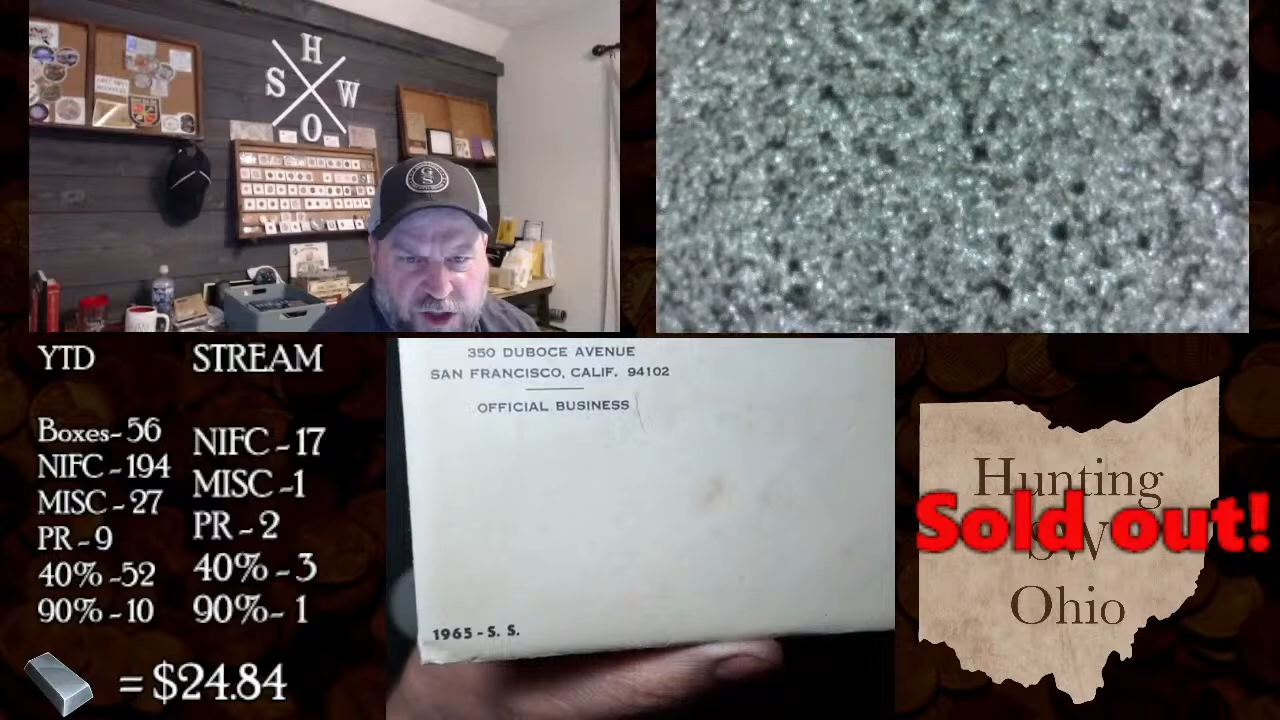 H
S W
O
GS
YTD
Boxes- 56
NIFC - 194
MISC - 27
PR - 9
40% -52
90% - 10
STREAM
NIFC - 17
MISC -1
PR - 2
40% - 3
90% - 1
= $24.84
350 DUBOCE AVENUE
SAN FRANCISCO, CALIF. 94102
OFFICIAL BUSINESS
1965 - S. S.
Hunting
SW
Ohio
Sold out!